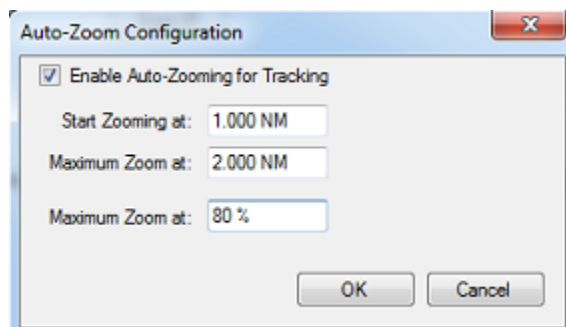 Auto-Zoom Configuration
Enable Auto-Zooming for Tracking
Start Zooming at: 1.000 NM
Maximum Zoom at: 2.000 NM
Maximum Zoom at: 80 %
OK Cancel